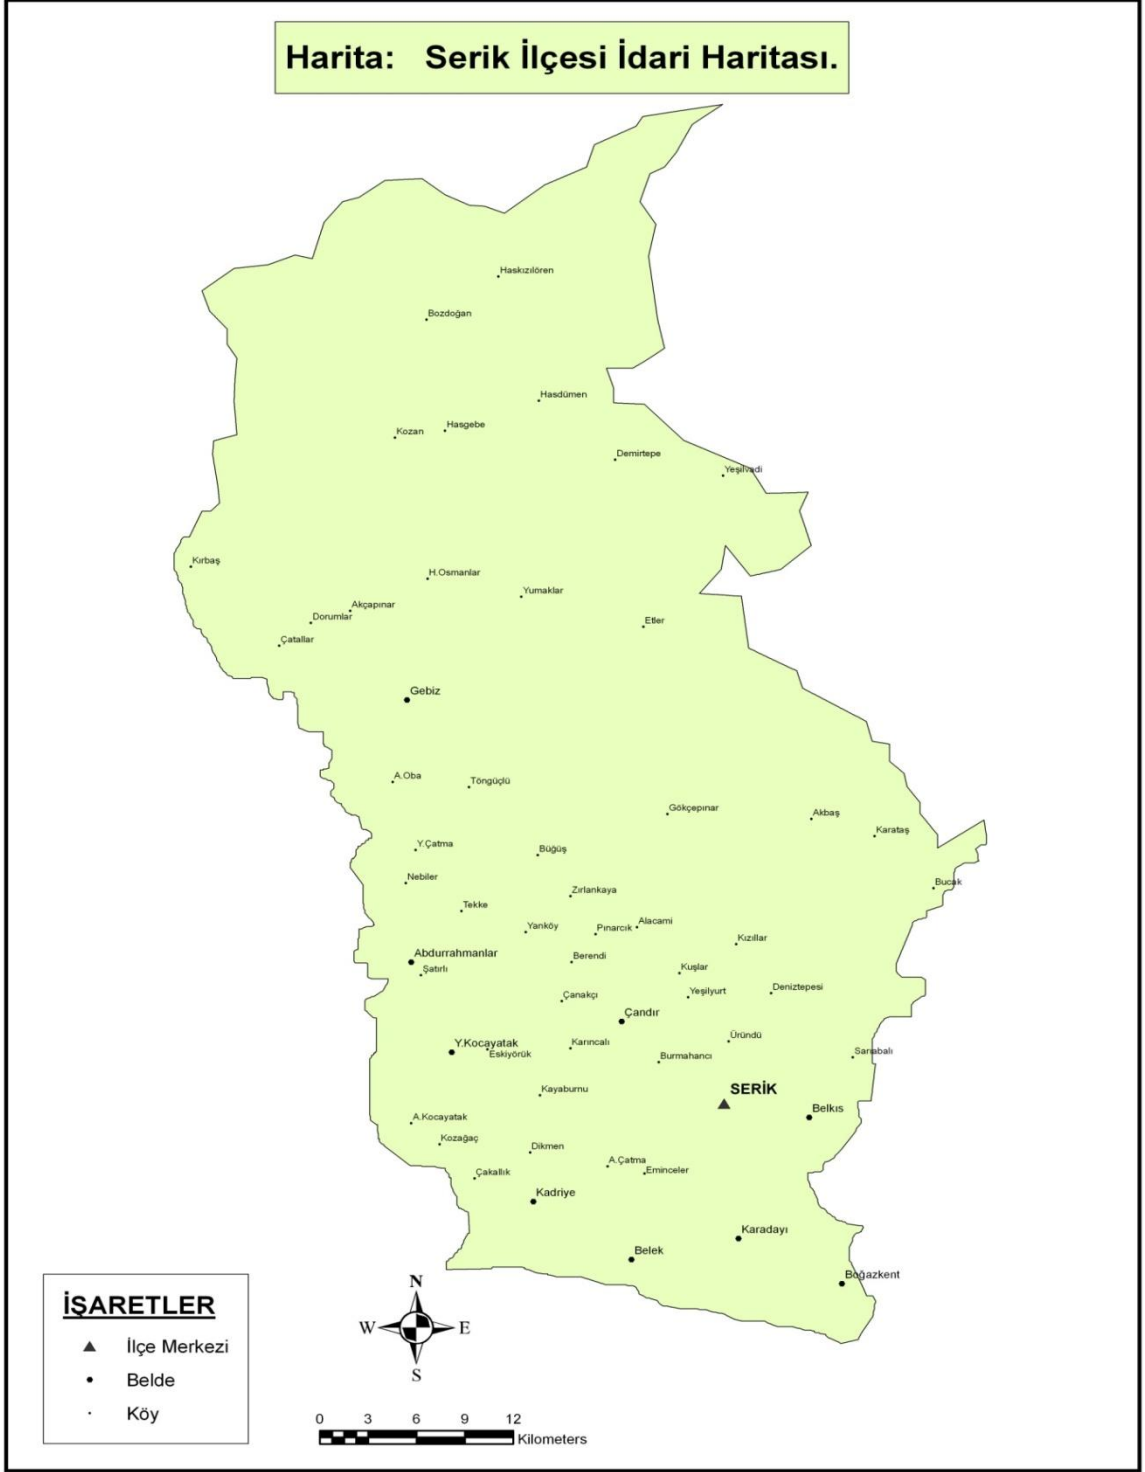 Harita: Serik İlçesi İdari Haritası.
Haskızılören
Bozdoğan
Hasdümen
Hasgebe
Kozan
Demirtepe
Yeşilvadi
Kırbaş
H.Osmanlar
Yumaklar
Akçapınar
Dorumlar
Etler
Çatallar
Gebiz
A.Oba
Töngüçlü
Gökçepınar
Akbaş
Karataş
Y.Çatma
Büğüş
Nebiler
Bucak
Zırlankaya
Tekke
Alacami
Yanköy
Pınarcık
Kızıllar
Abdurrahmanlar
Berendi
Şatırlı
Kuşlar
Deniztepesi
Yeşilyurt
Çanakçı
Çandır
Üründü
Y.Kocayatak
Karıncalı
Eskiyörük
Sarıabalı
Burmahancı
Kayaburnu
SERİK
Belkıs
A.Kocayatak
Kozağaç
Dikmen
A.Çatma
Eminceler
Çakallık
Kadriye
Karadayı
Belek
Boğazkent
İŞARETLER
İlçe Merkezi
Belde
Köy
N
W E
S
0 3 6 9 12
Kilometers